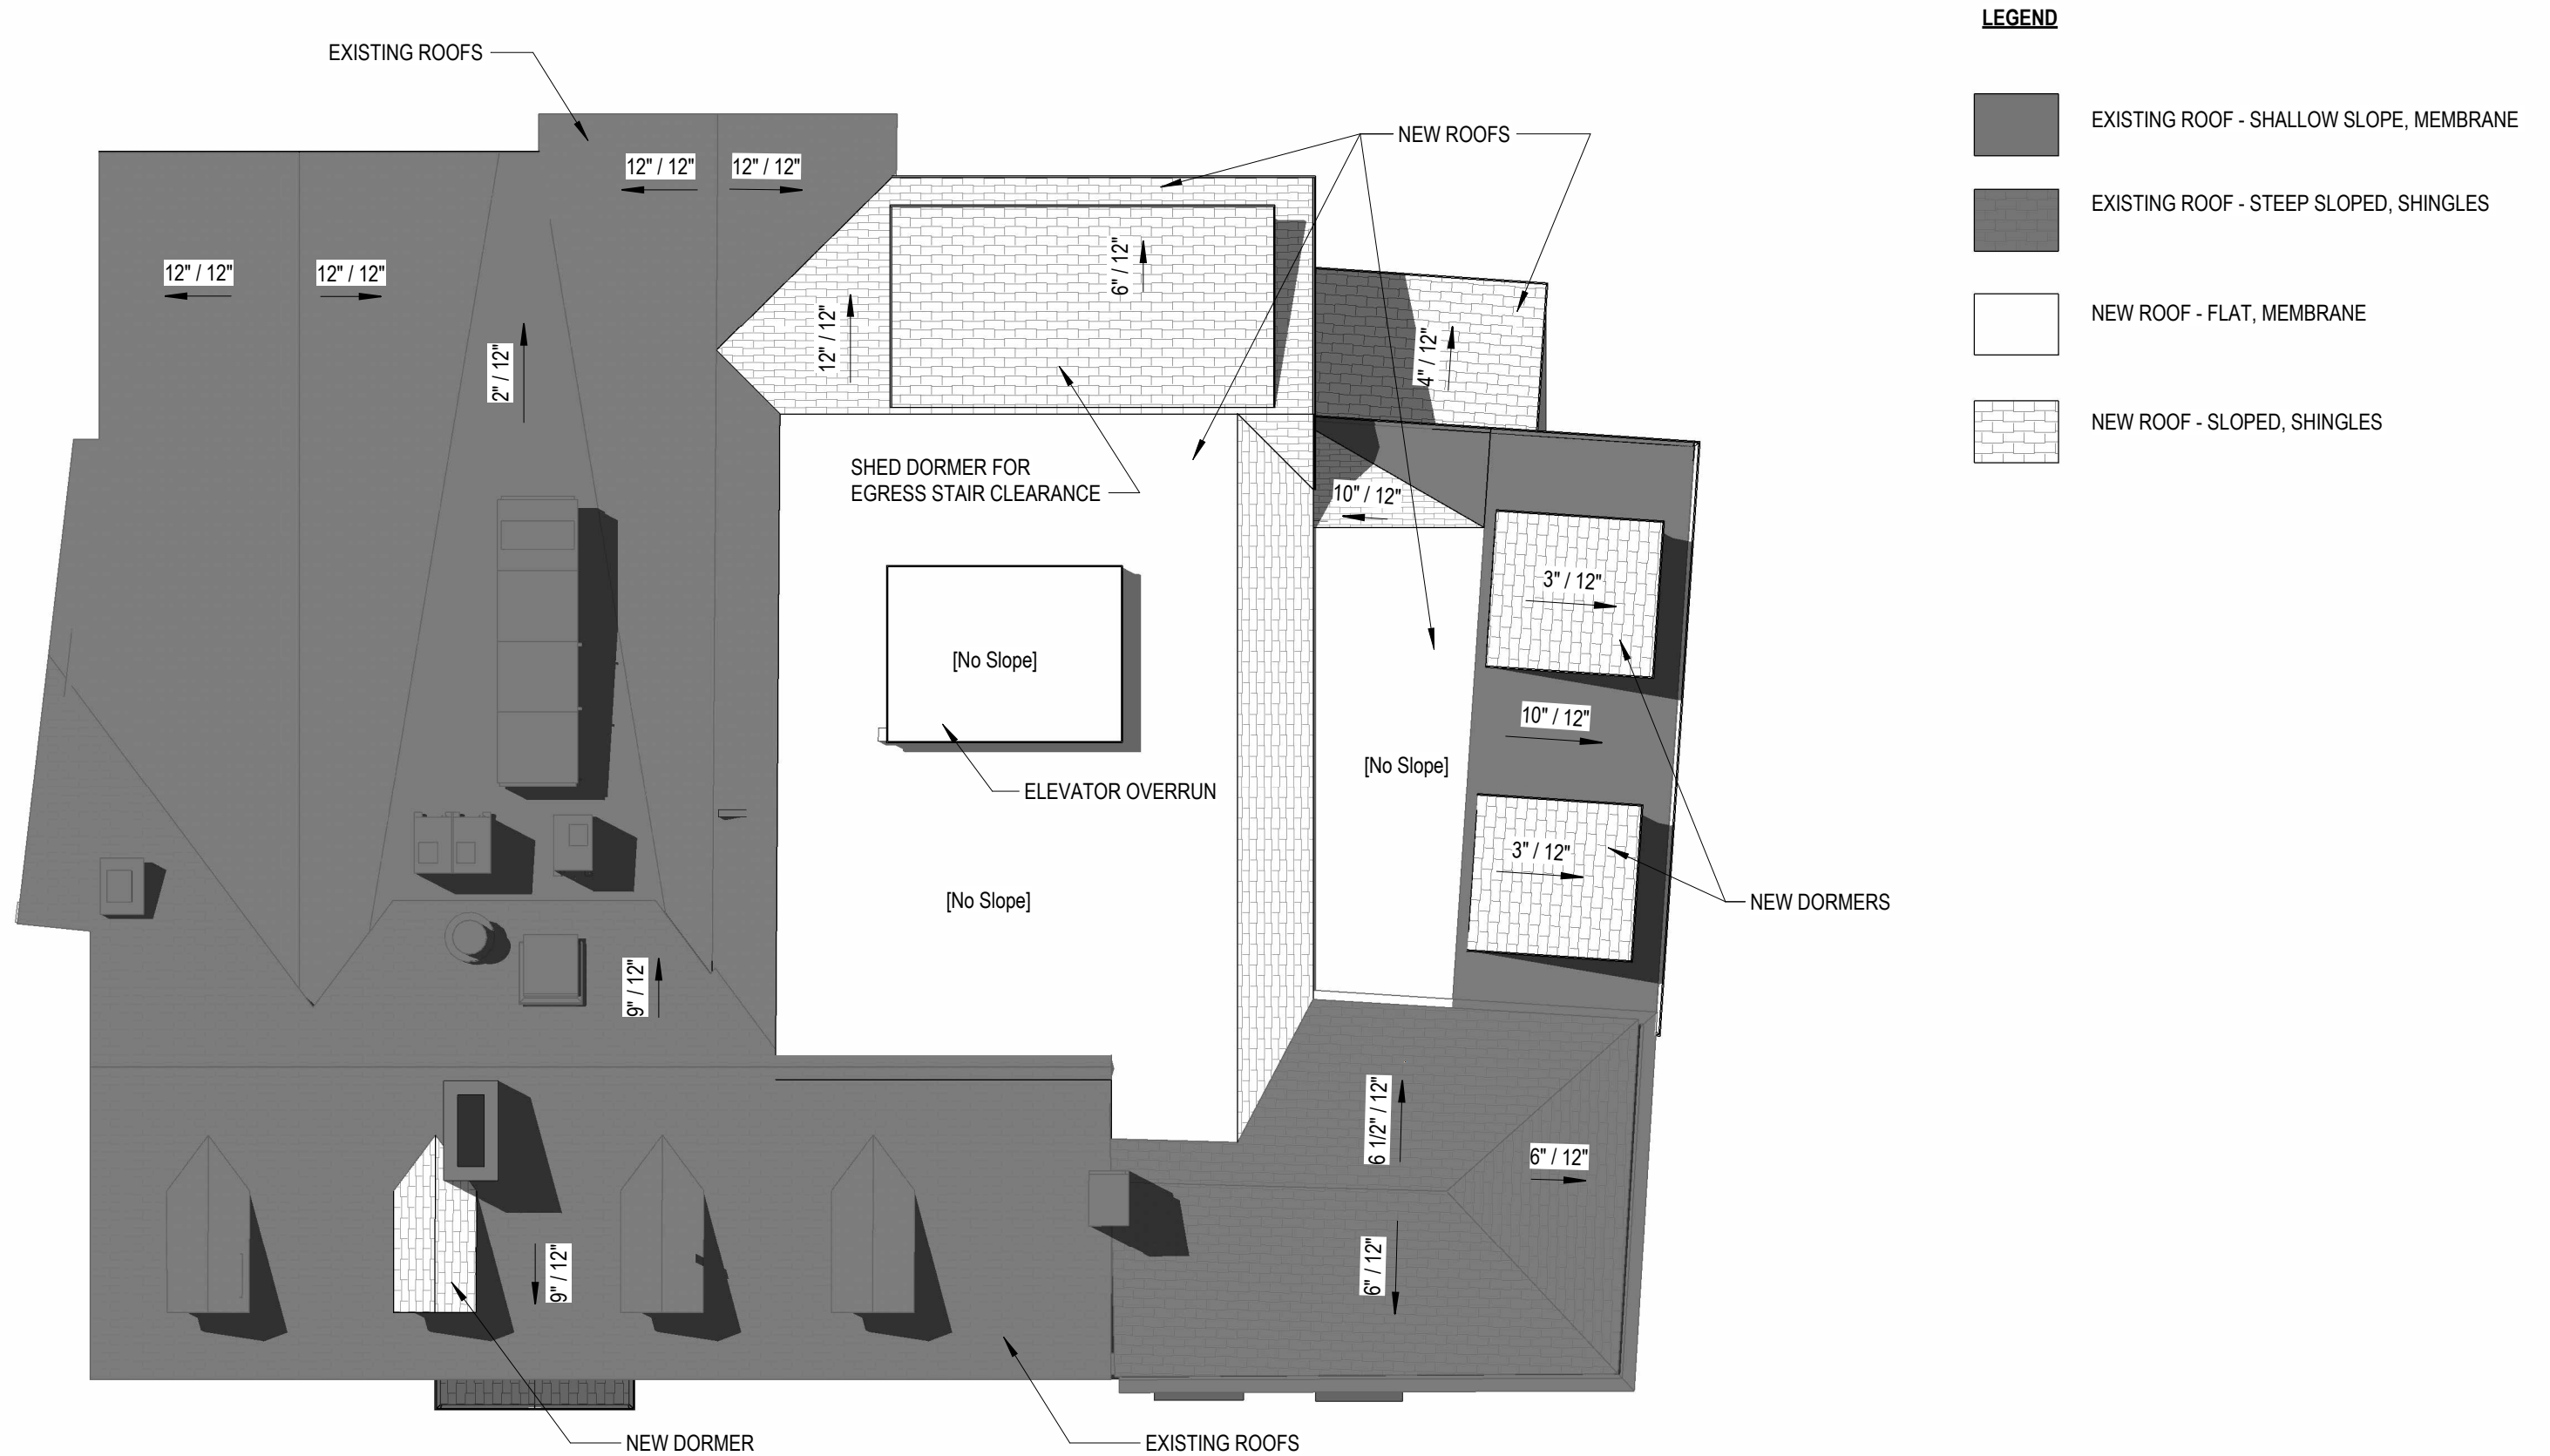 LEGEND
EXISTING ROOFS
EXISTING ROOF - SHALLOW SLOPE, MEMBRANE
NEW ROOFS
12" / 12"
12" / 12"
EXISTING ROOF - STEEP SLOPED, SHINGLES
6" / 12"
12" / 12"
12" / 12"
NEW ROOF - FLAT, MEMBRANE
12" / 12"
4" / 12"
2" / 12"
NEW ROOF - SLOPED, SHINGLES
SHED DORMER FOR
EGRESS STAIR CLEARANCE
10" / 12"
3" / 12"
[No Slope]
10" / 12"
[No Slope]
ELEVATOR OVERRUN
3" / 12"
[No Slope]
NEW DORMERS
9" / 12"
6 1/2" / 12"
6" / 12"
9" / 12"
6" / 12"
NEW DORMER
EXISTING ROOFS